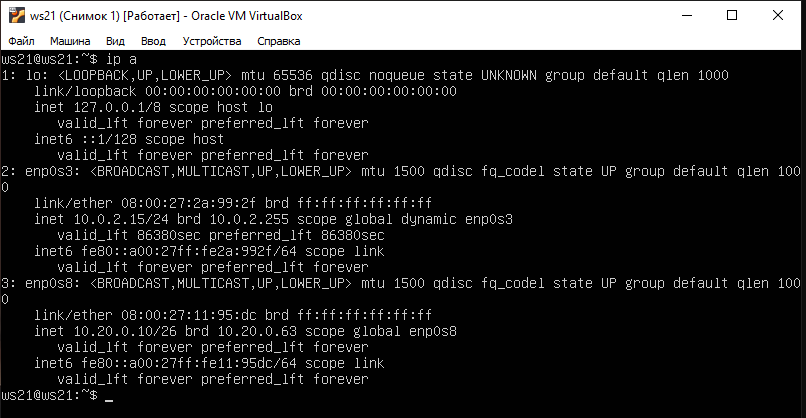 ws21 (Снимок 1) [Работает] - Oracle VM VirtualBox
Файл Машина Вид Ввод Устройства Справка
ws21@ws21:~$ ip a
1: lo: <LOOPBACK,UP,LOWER_UP> mtu 65536 qdisc noqueue state UNKNOWN group default qlen 1000
    link/loopback 00:00:00:00:00:00 brd 00:00:00:00:00:00
    inet 127.0.0.1/8 scope host lo
       valid_lft forever preferred_lft forever
    inet6 ::1/128 scope host
       valid_lft forever preferred_lft forever
2: enp0s3: <BROADCAST,MULTICAST,UP,LOWER_UP> mtu 1500 qdisc fq_codel state UP group default qlen 100
0
    link/ether 08:00:27:2a:99:2f brd ff:ff:ff:ff:ff:ff
    inet 10.0.2.15/24 brd 10.0.2.255 scope global dynamic enp0s3
       valid_lft 86380sec preferred_lft 86380sec
    inet6 fe80::a00:27ff:fe2a:992f/64 scope link
       valid_lft forever preferred_lft forever
3: enp0s8: <BROADCAST,MULTICAST,UP,LOWER_UP> mtu 1500 qdisc fq_codel state UP group default qlen 100
0
    link/ether 08:00:27:11:95:dc brd ff:ff:ff:ff:ff:ff
    inet 10.20.0.10/26 brd 10.20.0.63 scope global enp0s8
       valid_lft forever preferred_lft forever
    inet6 fe80::a00:27ff:fe11:95dc/64 scope link
       valid_lft forever preferred_lft forever
ws21@ws21:~$ _